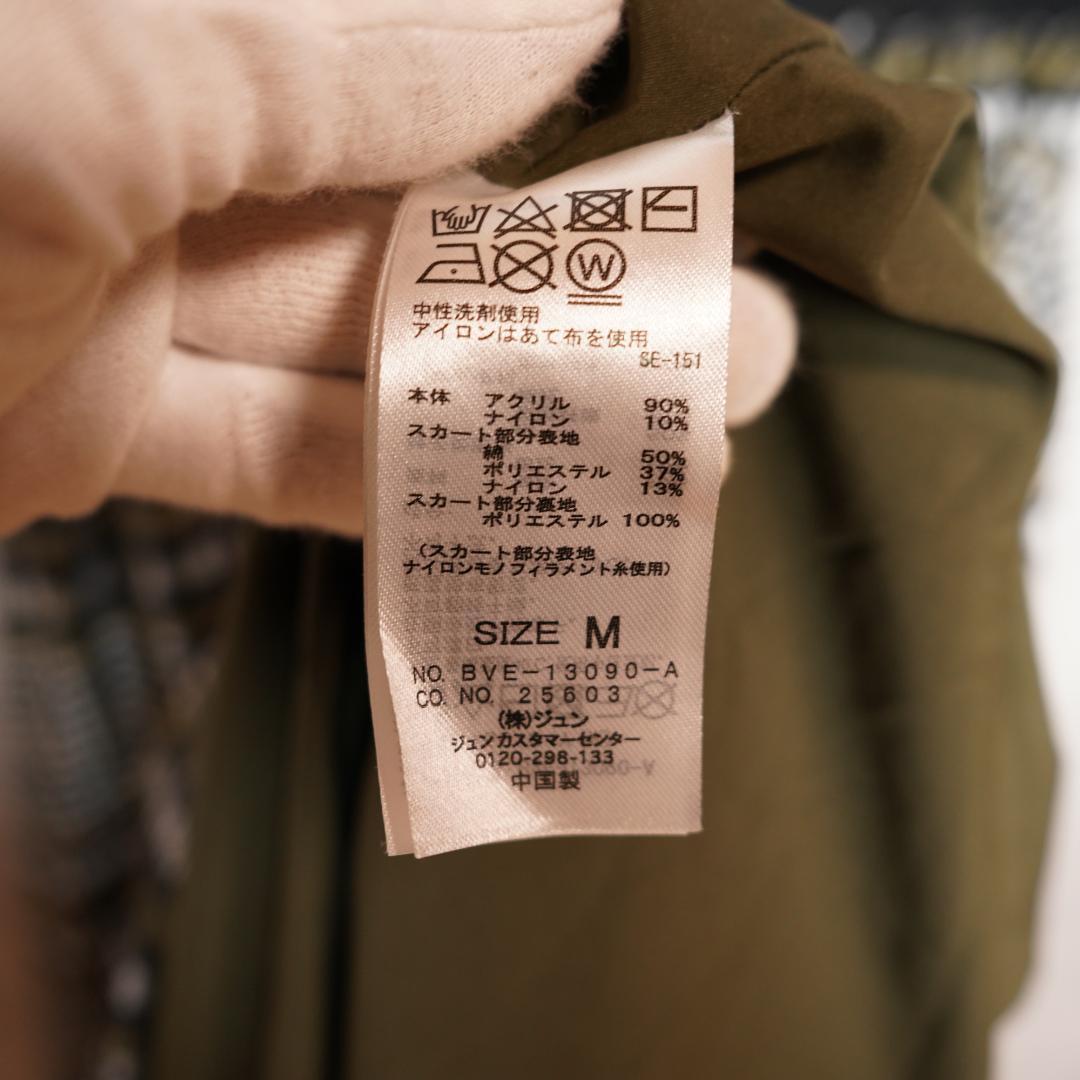 W
中性洗剤使用
アイロンはあて布を使用
SE-151
本体 アクリル 90%
ナイロン 10%
スカート部分表地
綿 50%
ポリエステル 37%
ナイロン 13%
スカート部分裏地
ポリエステル 100%
(スカート部分表地
ナイロンモノフィラメント糸使用)
SIZE M
NO. BVE-13090-A
CO. NO. 25603
(株)ジュン
ジュンカスタマーセンター
0120-298-133
中国製